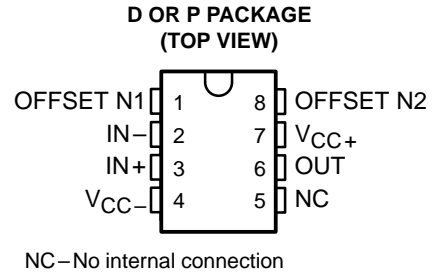 D OR P PACKAGE
(TOP VIEW)
OFFSET N1 1 8 OFFSET N2
IN− 2 7 VCC+
IN+ 3 6 OUT
VCC− 4 5 NC
NC−No internal connection